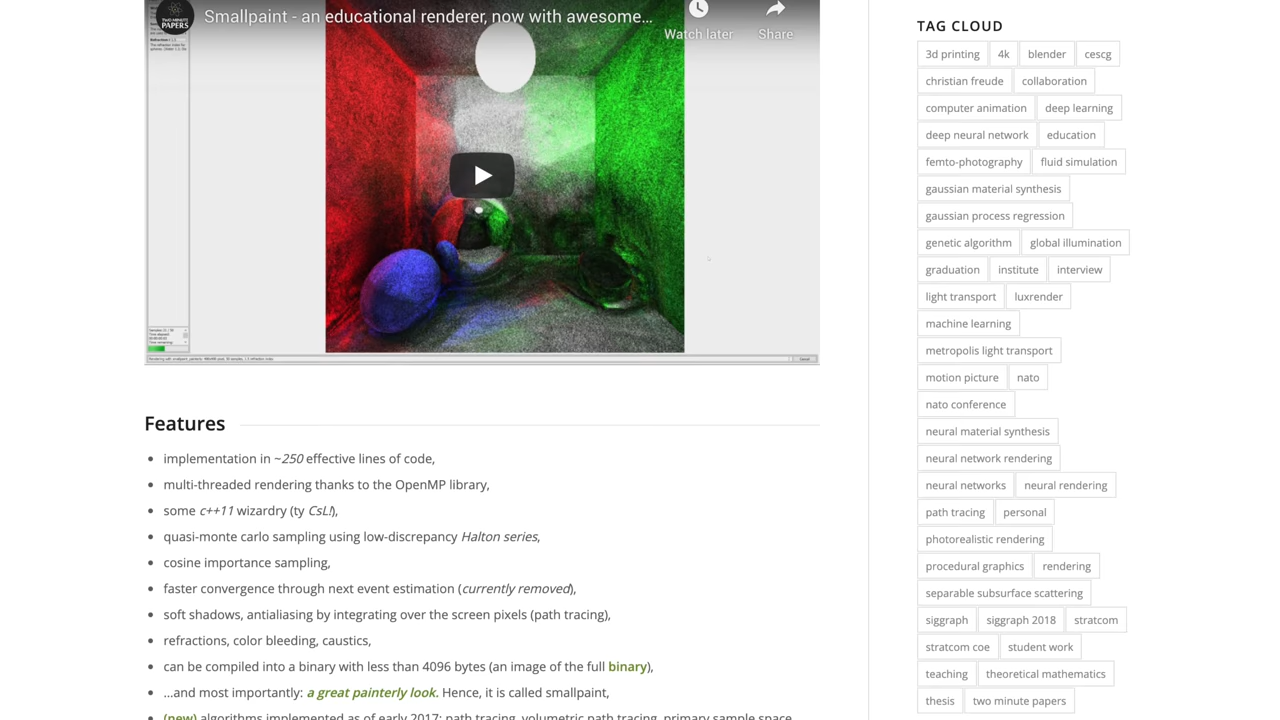 TWO MINUTE PAPERS
Smallpaint - an educational renderer, now with awesome...
Watch later
Share
Features
implementation in ~250 effective lines of code,
multi-threaded rendering thanks to the OpenMP library,
some c++11 wizardry (ty CsL!),
quasi-monte carlo sampling using low-discrepancy Halton series,
cosine importance sampling,
faster convergence through next event estimation (currently removed),
soft shadows, antialiasing by integrating over the screen pixels (path tracing),
refractions, color bleeding, caustics,
can be compiled into a binary with less than 4096 bytes (an image of the full binary),
...and most importantly: a great painterly look. Hence, it is called smallpaint,
(new) algorithms implemented as of early 2017: path tracing, volumetric path tracing, primary sample space
TAG CLOUD
3d printing 4k blender cescg
christian freude collaboration
computer animation deep learning
deep neural network education
femto-photography fluid simulation
gaussian material synthesis
gaussian process regression
genetic algorithm global illumination
graduation institute interview
light transport luxrender
machine learning
metropolis light transport
motion picture nato
nato conference
neural material synthesis
neural network rendering
neural networks neural rendering
path tracing personal
photorealistic rendering
procedural graphics rendering
separable subsurface scattering
siggraph siggraph 2018 stratcom
stratcom coe student work
teaching theoretical mathematics
thesis two minute papers